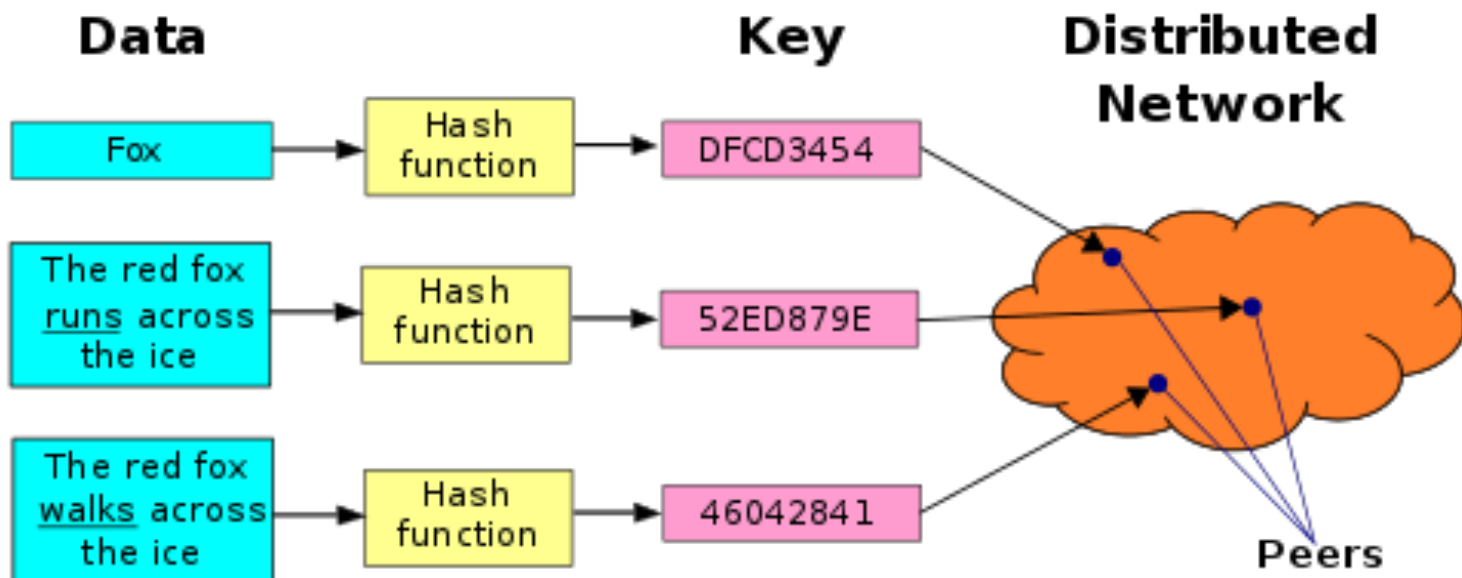 Data
Key
Distributed
Network
Fox
Hash
function
DFCD3454
The red fox
runs across
the ice
Hash
function
52ED879E
The red fox
walks across
the ice
Hash
function
46042841
Peers